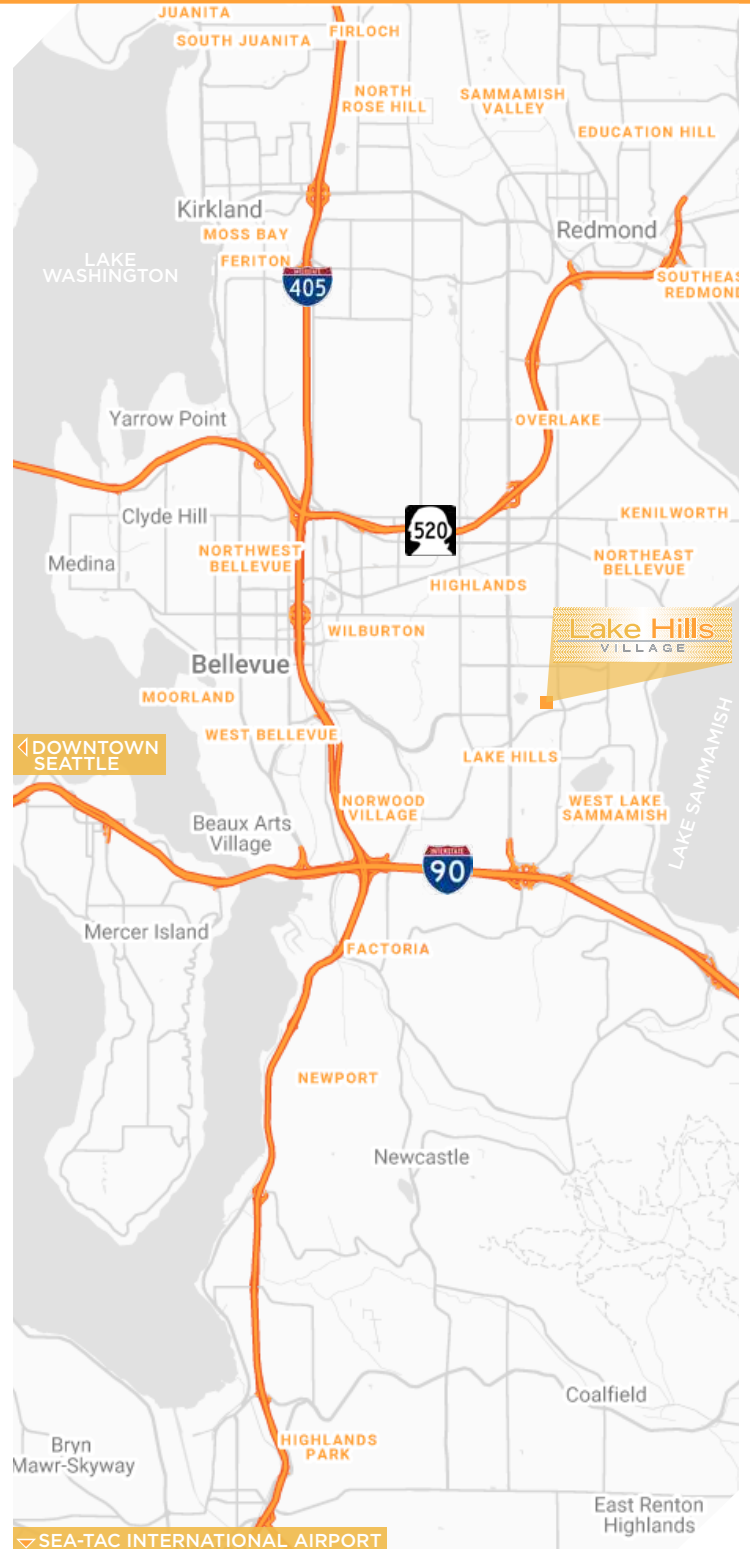 JUANITA
FIRLOCH
SOUTH JUANITA
NORTH
ROSE HILL
SAMMAMISH
VALLEY
EDUCATION HILL
Kirkland
MOSS BAY
Redmond
LAKE
WASHINGTON
FERITON
INTERSTATE
405
SOUTHEAS
REDMOND
Yarrow Point
OVERLAKE
Clyde Hill
520
KENILWORTH
NORTHWEST
BELLEVUE
Medina
NORTHEAST
BELLEVUE
HIGHLANDS
WILBURTON
Lake Hills
VILLAGE
Bellevue
MOORLAND
WEST BELLEVUE
DOWNTOWN
SEATTLE
LAKE HILLS
LAKE SAMMAMISH
NORWOOD
VILLAGE
WEST LAKE
SAMMAMISH
Beaux Arts
Village
INTERSTATE
90
Mercer Island
FACTORIA
NEWPORT
Newcastle
Coalfield
HIGHLANDS
PARK
Bryn
Mawr-Skyway
East Renton
Highlands
SEA-TAC INTERNATIONAL AIRPORT